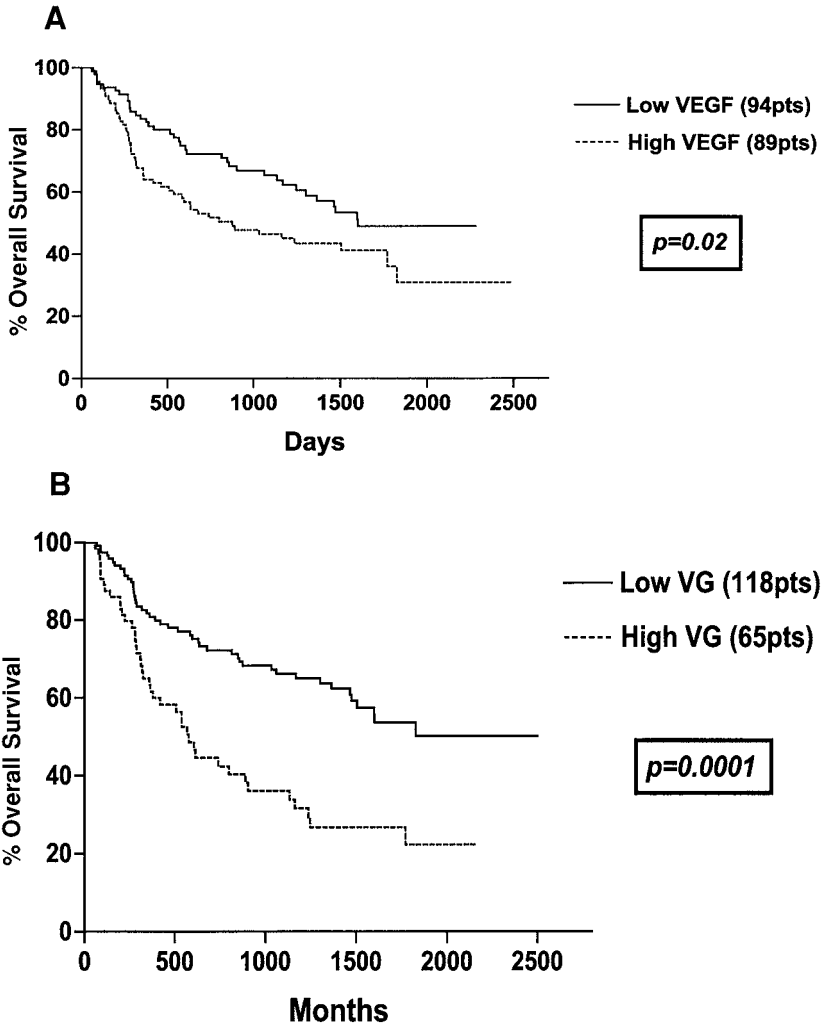 A
100
80
60
40
20
0
% Overall Survival
0 500 1000 1500 2000 2500
Days
Low VEGF (94pts)
High VEGF (89pts)
p=0.02
B
100
80
60
40
20
0
% Overall Survival
0 500 1000 1500 2000 2500
Months
Low VG (118pts)
High VG (65pts)
p=0.0001